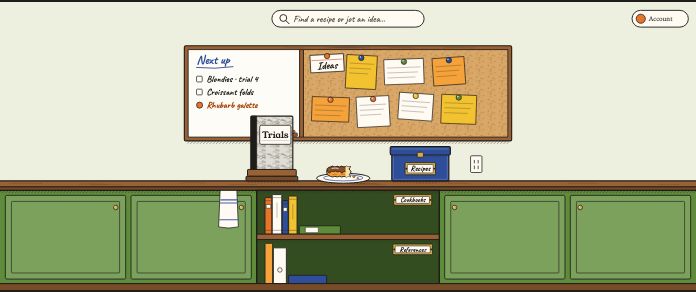 Find a recipe or jot an idea...
Account
Next up
Blondies - trial 4
Croissant folds
Rhubarb galette
Ideas
Trials
Recipes
Cookbooks
References